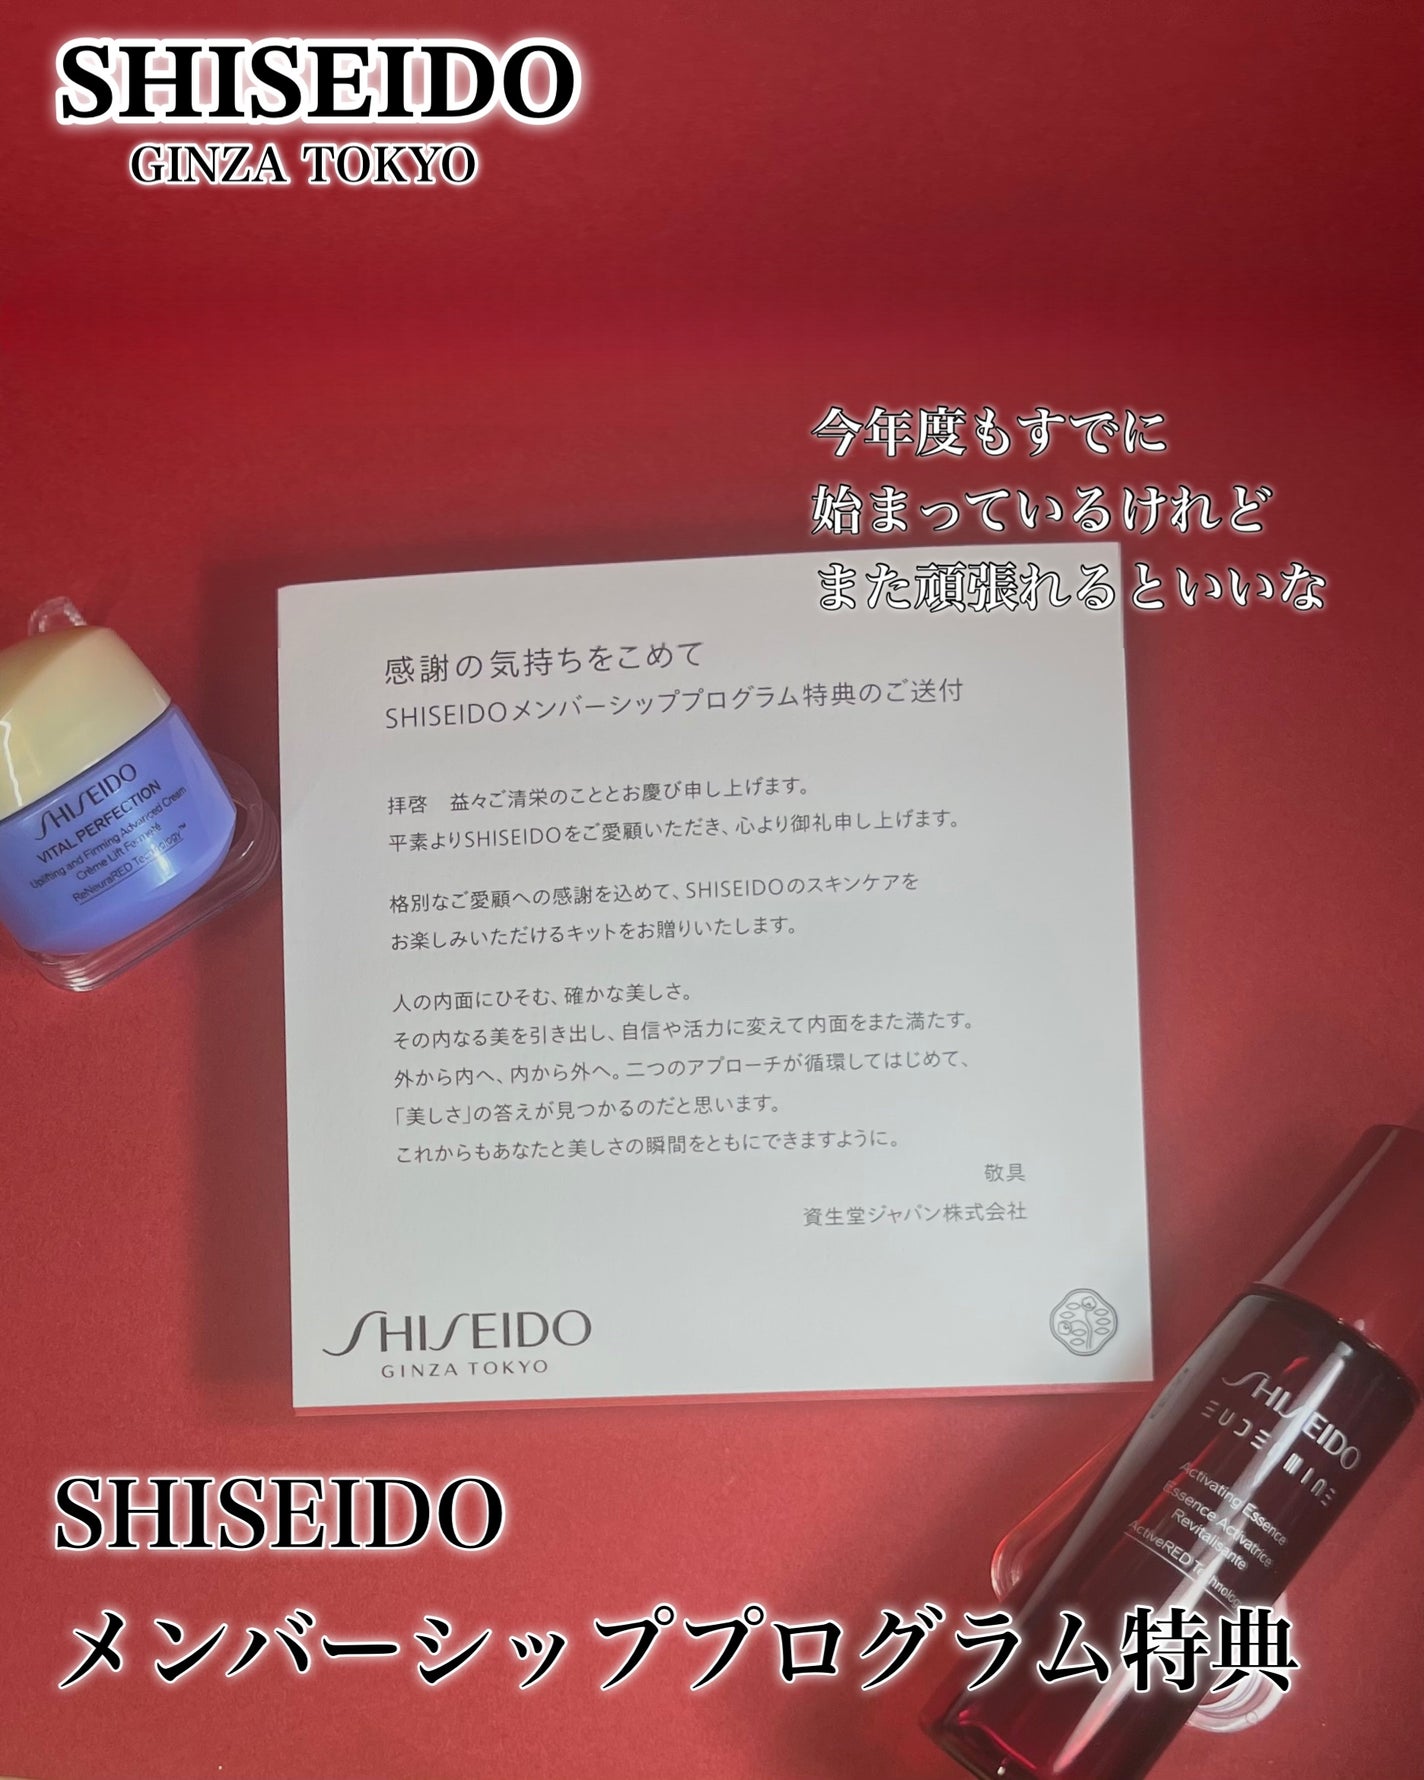 SHISEIDO
GINZA TOKYO
今年度もすでに
始まっているけれど
また頑張れるといいな
感謝の気持ちをこめて
SHISEIDOメンバーシッププログラム特典のご送付
拝啓　益々ご清栄のこととお慶び申し上げます。
平素よりSHISEIDOをご愛顧いただき、心より御礼申し上げます。
格別なご愛顧への感謝を込めて、SHISEIDOのスキンケアを
お楽しみいただけるキットをお贈りいたします。
人の内面にひそむ、確かな美しさ。
その内なる美を引き出し、自信や活力に変えて内面をまた満たす。
外から内へ、内から外へ。二つのアプローチが循環してはじめて、
「美しさ」の答えが見つかるのだと思います。
これからもあなたと美しさの瞬間をともにできますように。
敬具
資生堂ジャパン株式会社
SHISEIDO
GINZA TOKYO
SHISEIDO
VITAL PERFECTION
Uplifting and Firming Advanced Cream
Crème Lift Fermeté
ReNeuraRED Technology™
SHISEIDO
EUDERMINE
Activating Essence
Essence Activatrice
Revitalisante
ActiveRED Technology
SHISEIDO
メンバーシッププログラム特典